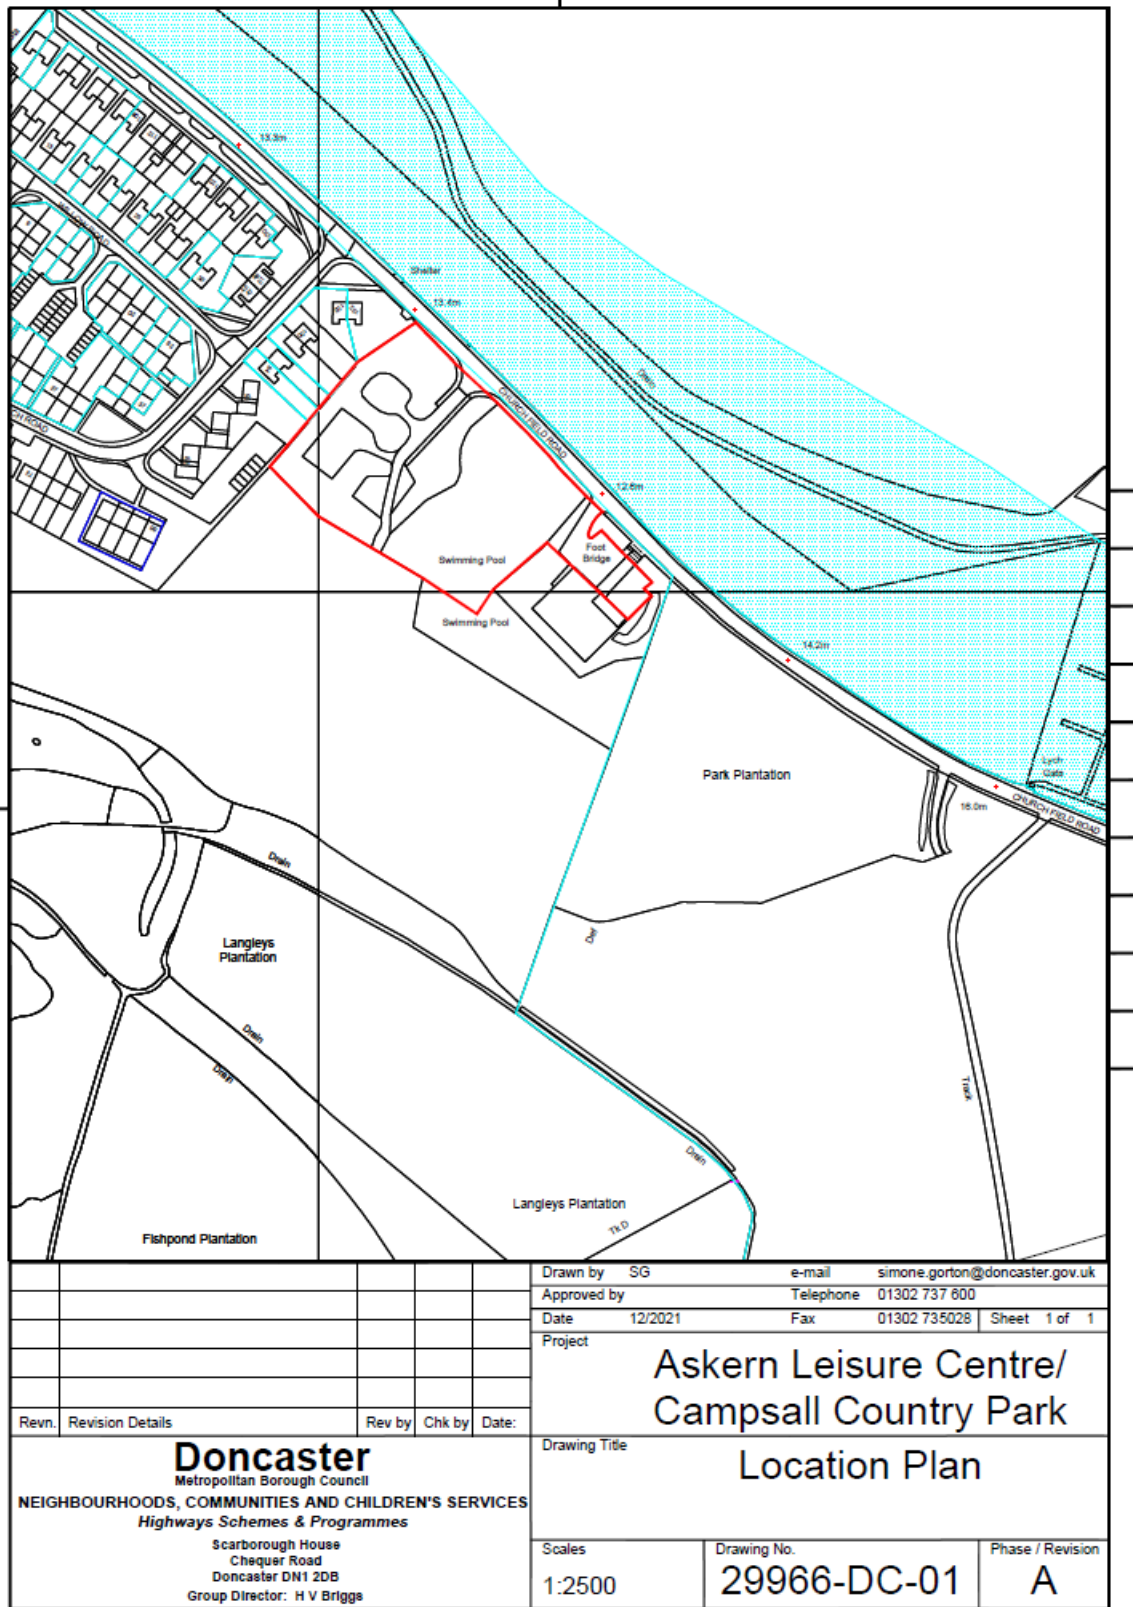 13.3m
WILLOW ROAD
Shelter
13.4m
Drain
CHURCH FIELD ROAD
CH ROAD
12.6m
Foot
Bridge
Swimming Pool
Swimming Pool
14.2m
Lych
Gate
Park Plantation
16.0m
CHURCH FIELD ROAD
Drain
Def
Langleys
Plantation
Drain
Drain
Track
Drain
Langleys Plantation
Tk D
Fishpond Plantation
Drawn by SG e-mail simone.gorton@doncaster.gov.uk
Approved by Telephone 01302 737 600
Date 12/2021 Fax 01302 735028 Sheet 1 of 1
Project
Askern Leisure Centre/
Campsall Country Park
Revn. Revision Details Rev by Chk by Date:
Drawing Title
Location Plan
Doncaster
Metropolitan Borough Council
NEIGHBOURHOODS, COMMUNITIES AND CHILDREN'S SERVICES
Highways Schemes & Programmes
Scarborough House
Chequer Road
Doncaster DN1 2DB
Group Director: H V Briggs
Scales
1:2500
Drawing No.
29966-DC-01
Phase / Revision
A